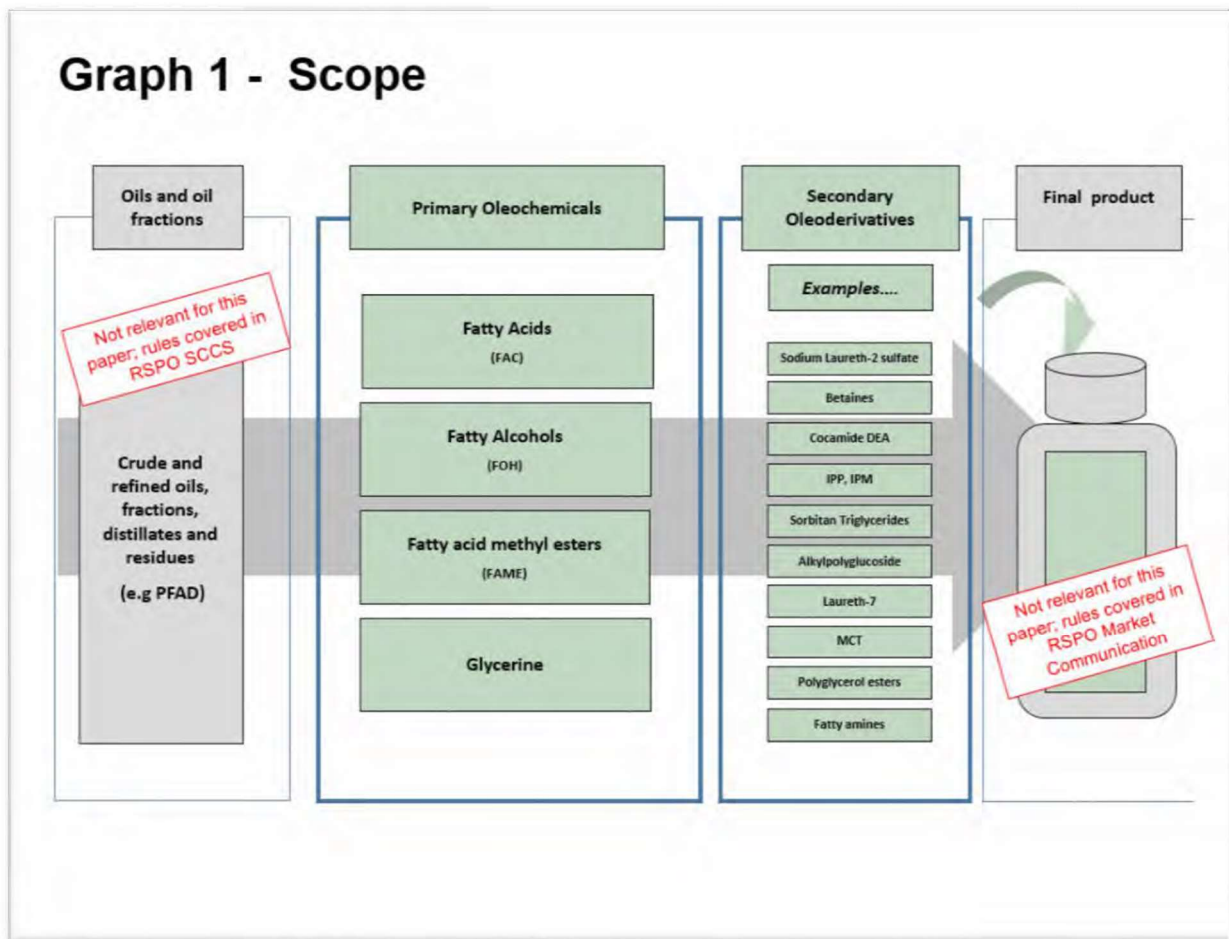 Graph 1 - Scope
Oils and oil
fractions
Not relevant for this
paper; rules covered in
RSPO SCCS
Crude and
refined oils,
fractions,
distillates and
residues
(e.g PFAD)
Primary Oleochemicals
Fatty Acids
(FAC)
Fatty Alcohols
(FOH)
Fatty acid methyl esters
(FAME)
Glycerine
Secondary
Oleoderivatives
Examples....
Sodium Laureth-2 sulfate
Betaines
Cocamide DEA
IPP, IPM
Sorbitan Triglycerides
Alkylpolyglucoside
Laureth-7
MCT
Polyglycerol esters
Fatty amines
Final product
Not relevant for this
paper; rules covered in
RSPO Market
Communication